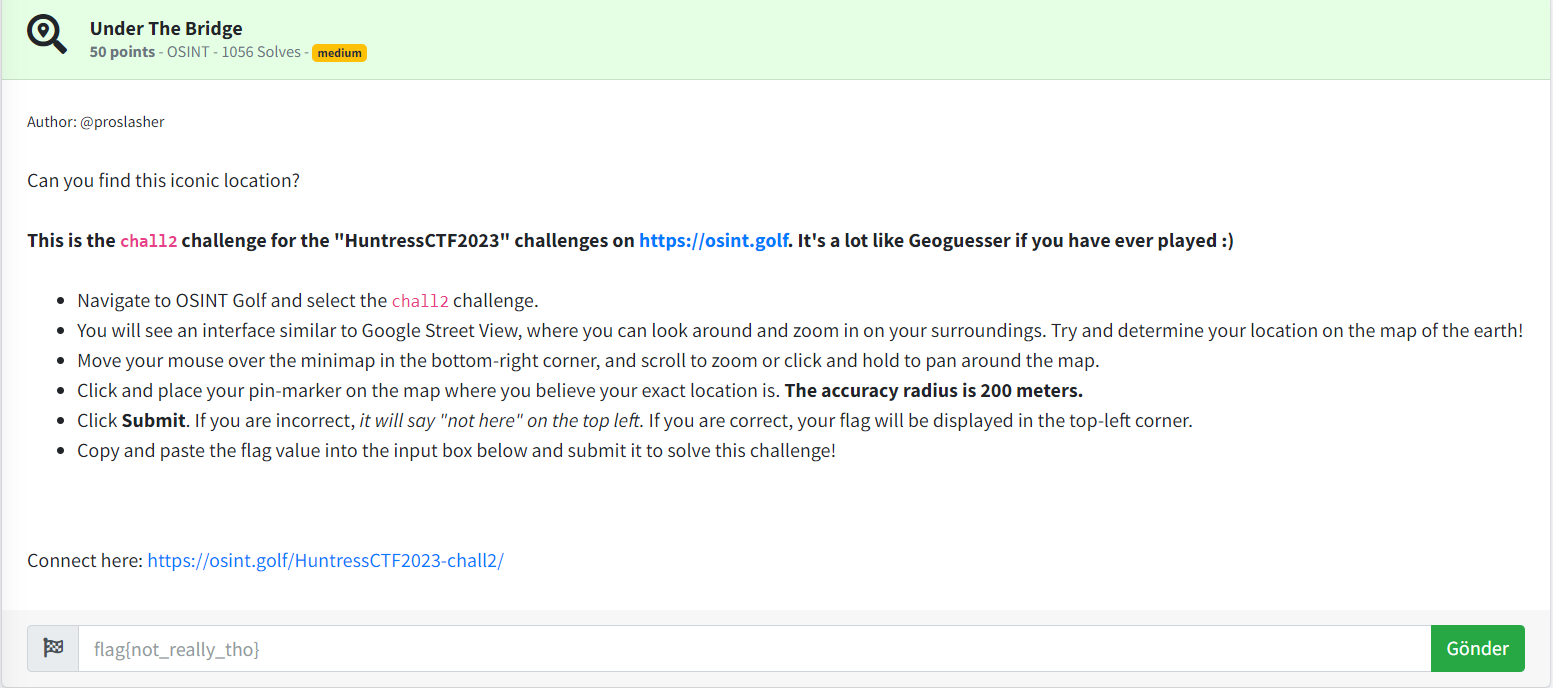 Under The Bridge
50 points - OSINT - 1056 Solves - medium
Author: @proslasher
Can you find this iconic location?
This is the chall2 challenge for the "HuntressCTF2023" challenges on https://osint.golf. It's a lot like Geoguesser if you have ever played :)
Navigate to OSINT Golf and select the chall2 challenge.
You will see an interface similar to Google Street View, where you can look around and zoom in on your surroundings. Try and determine your location on the map of the earth!
Move your mouse over the minimap in the bottom-right corner, and scroll to zoom or click and hold to pan around the map.
Click and place your pin-marker on the map where you believe your exact location is. The accuracy radius is 200 meters.
Click Submit. If you are incorrect, it will say "not here" on the top left. If you are correct, your flag will be displayed in the top-left corner.
Copy and paste the flag value into the input box below and submit it to solve this challenge!
Connect here: https://osint.golf/HuntressCTF2023-chall2/
flag{not_really_tho}
Gönder